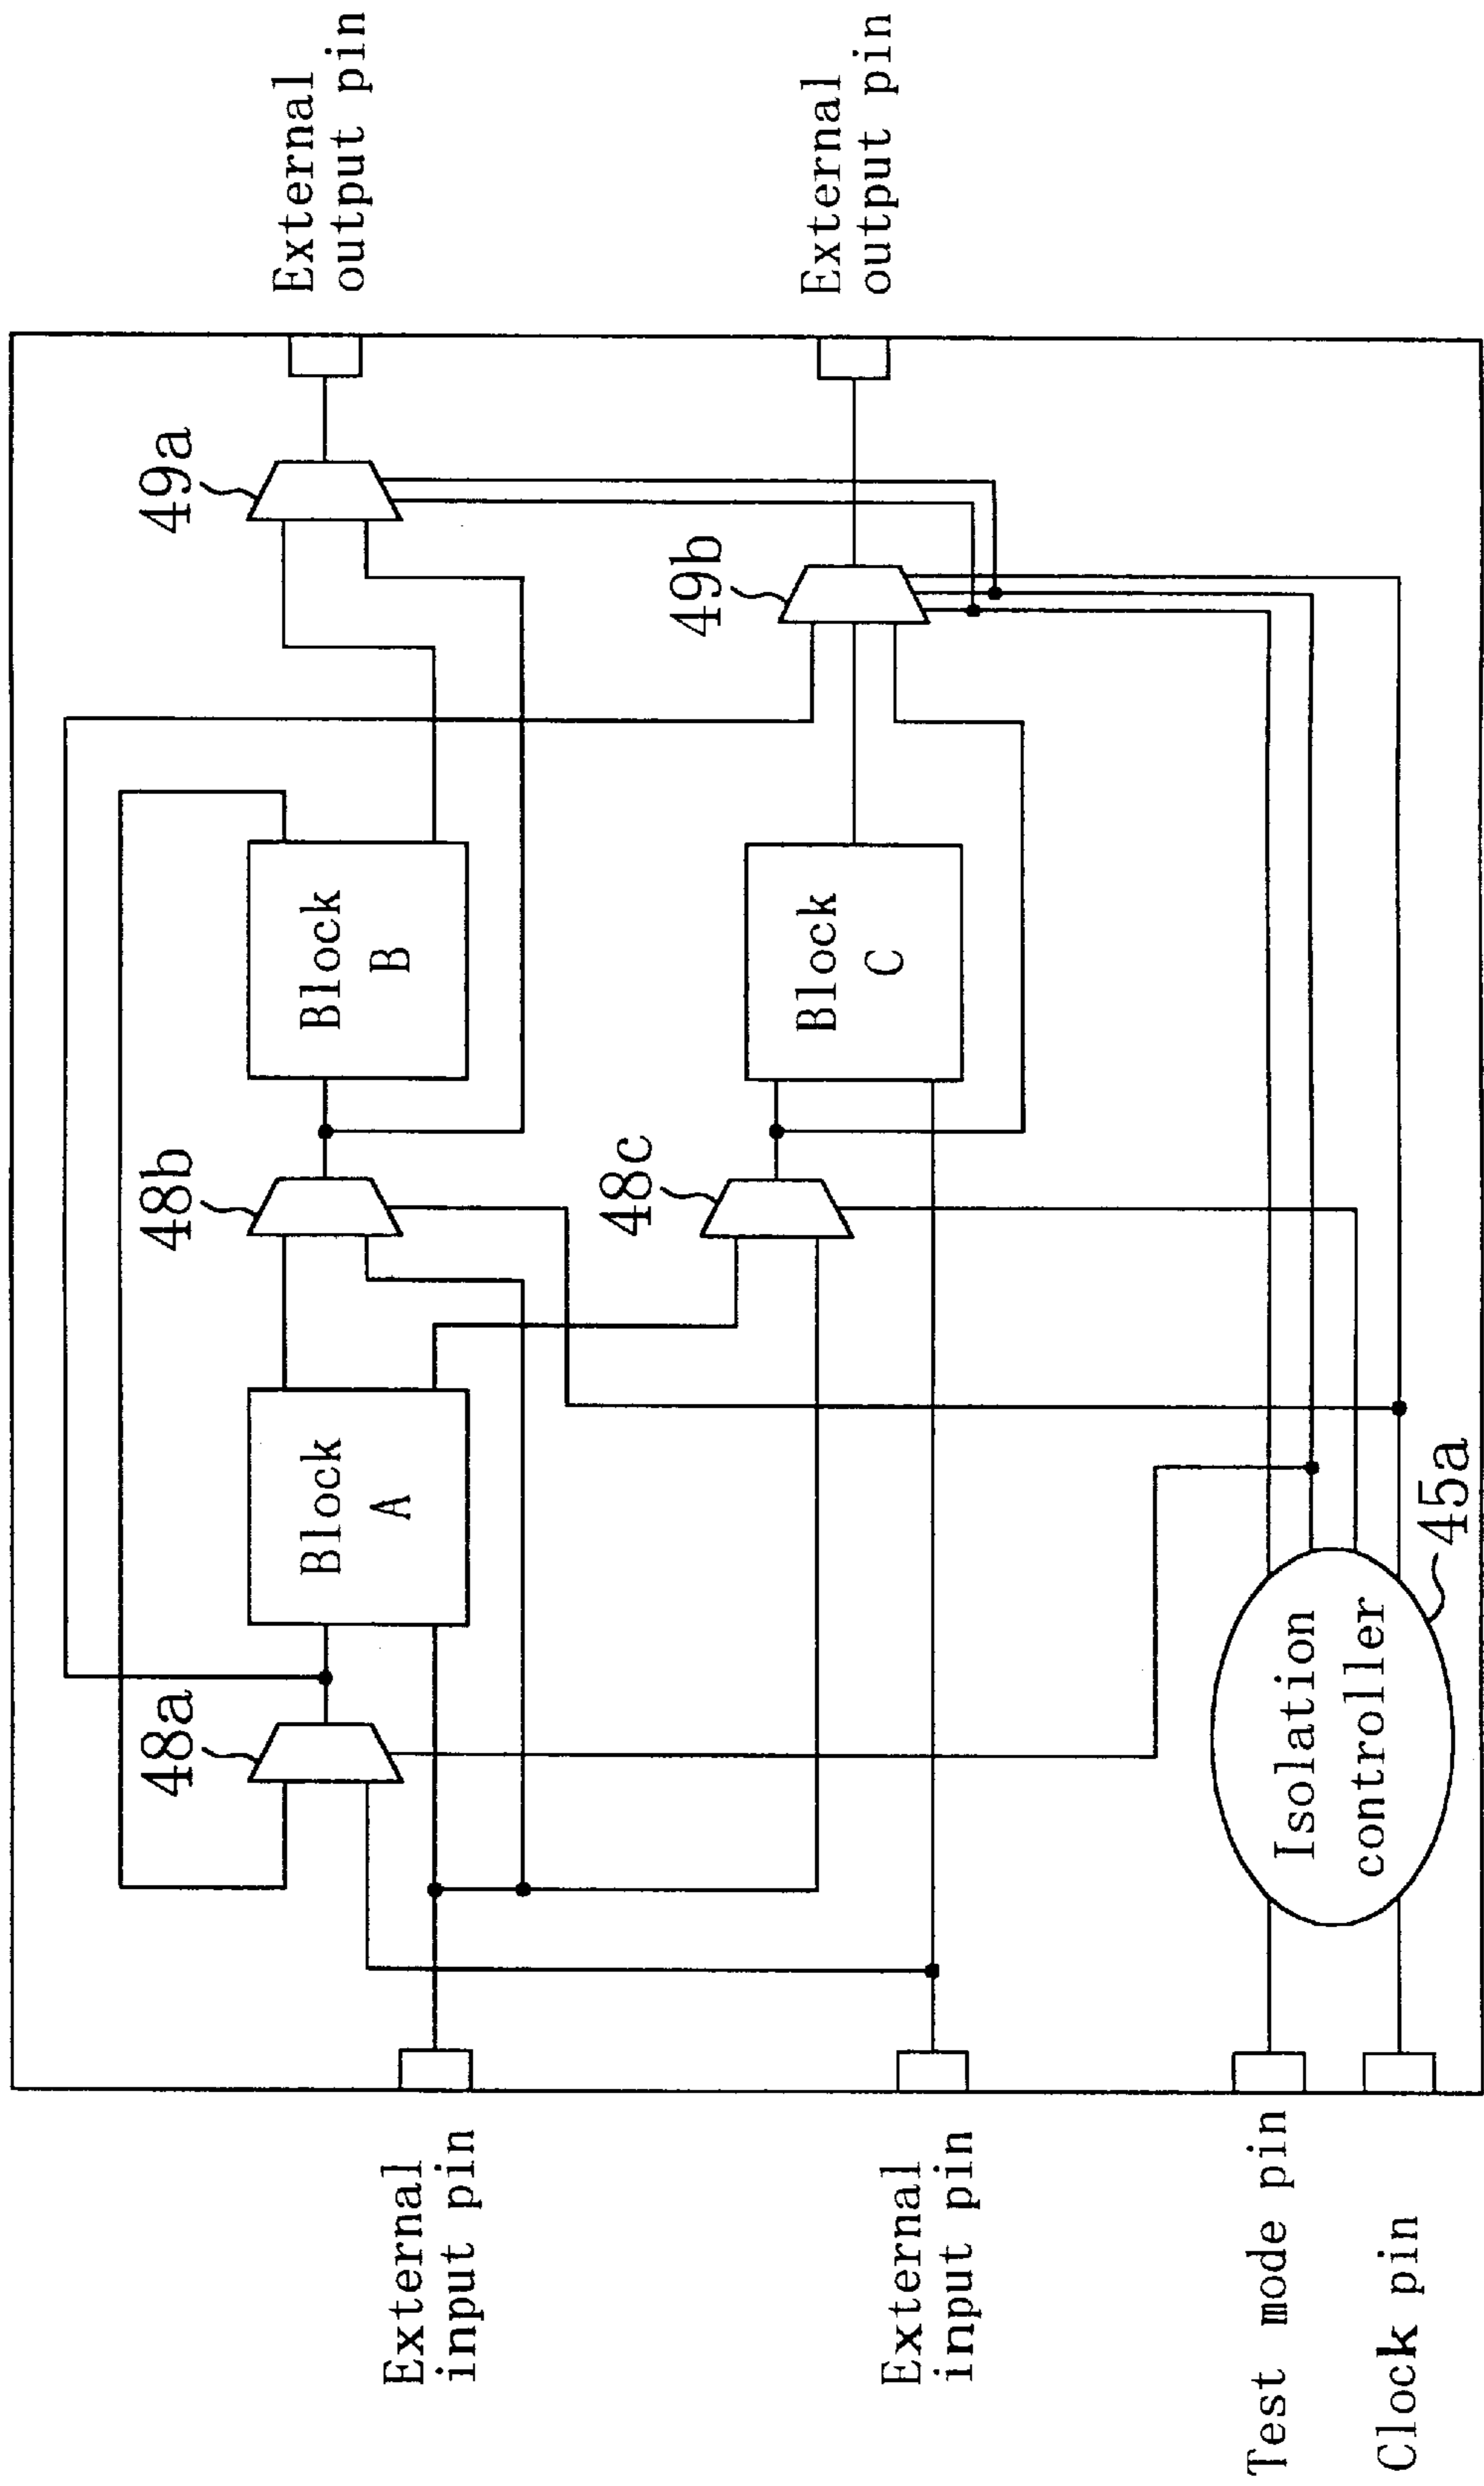 External
input pin
External
input pin
Test mode pin
Clock pin
48a
Block
A
48b
Block
B
49a
External
output pin
48c
Block
C
49b
External
output pin
Isolation
controller
45a